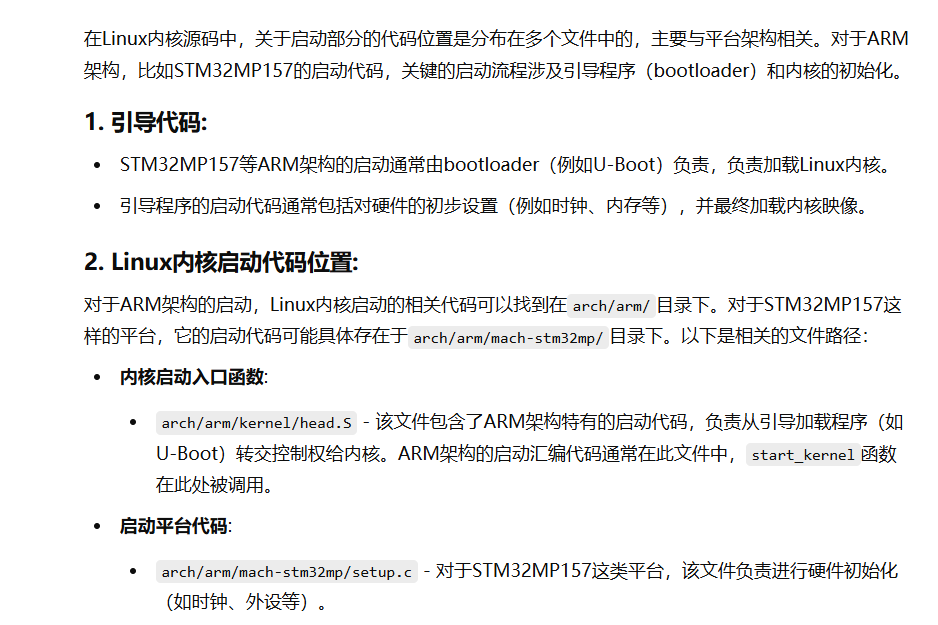 在Linux内核源码中，关于启动部分的代码位置是分布在多个文件中的，主要与平台架构相关。对于ARM
架构，比如STM32MP157的启动代码，关键的启动流程涉及引导程序（bootloader）和内核的初始化。
1. 引导代码:
• STM32MP157等ARM架构的启动通常由bootloader（例如U-Boot）负责，负责加载Linux内核。
• 引导程序的启动代码通常包括对硬件的初步设置（例如时钟、内存等），并最终加载内核映像。
2. Linux内核启动代码位置:
对于ARM架构的启动，Linux内核启动的相关代码可以找到在 arch/arm/ 目录下。对于STM32MP157这
样的平台，它的启动代码可能具体存在于 arch/arm/mach-stm32mp/ 目录下。以下是相关的文件路径：
• 内核启动入口函数:
• arch/arm/kernel/head.S - 该文件包含了ARM架构特有的启动代码，负责从引导加载程序（如
U-Boot）转交控制权给内核。ARM架构的启动汇编代码通常在此文件中， start_kernel 函数
在此处被调用。
• 启动平台代码:
• arch/arm/mach-stm32mp/setup.c - 对于STM32MP157这类平台，该文件负责进行硬件初始化
（如时钟、外设等）。